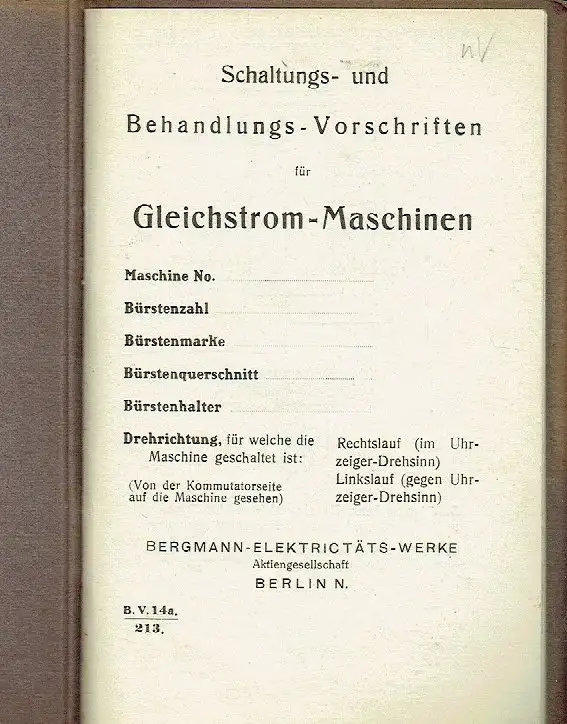 Schaltungs- und
Behandlungs-Vorschriften
für
Gleichstrom-Maschinen
Maschine No.
Bürstenzahl
Bürstenmarke
Bürstenquerschnitt
Bürstenhalter
Drehrichtung, für welche die
Maschine geschaltet ist:
(Von der Kommutatorseite
auf die Maschine gesehen)
Rechtslauf (im Uhr-
zeiger-Drehsinn)
Linkslauf (gegen Uhr-
zeiger-Drehsinn)
BERGMANN-ELEKTRICTÄTS-WERKE
Aktiengesellschaft
BERLIN N.
B. V. 14a.
213.